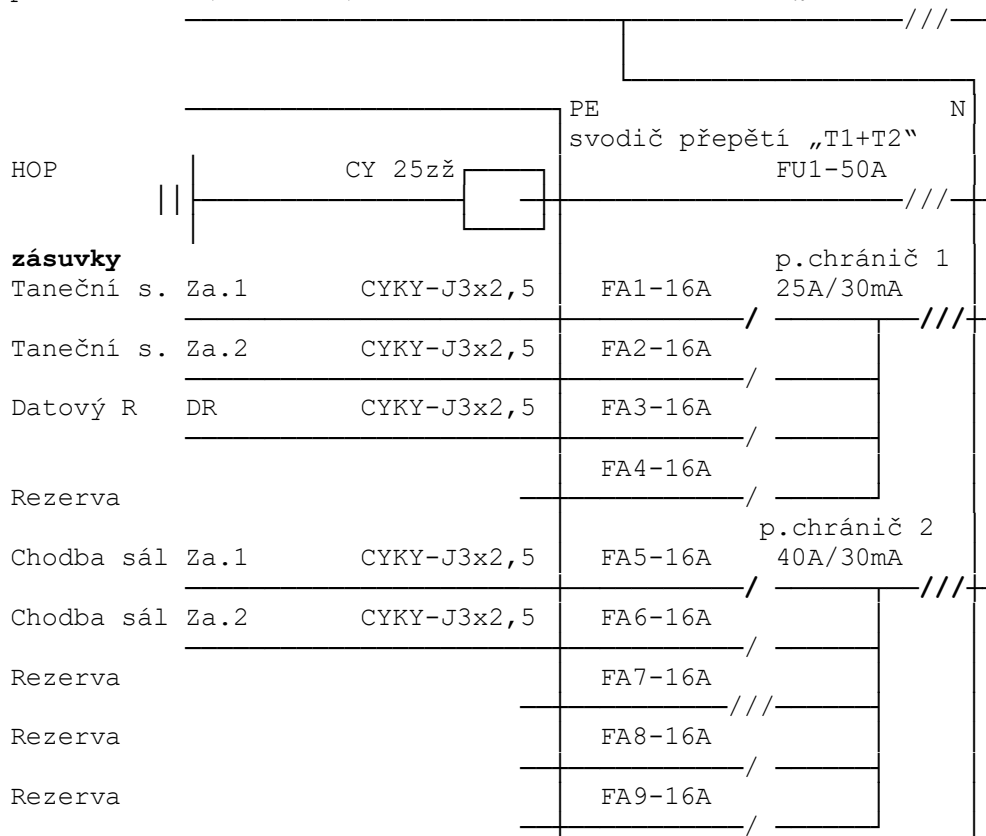 ///
PE N
svodič přepětí „T1+T2“
HOP CY 25zž FU1-50A
///
zásuvky p.chránič 1
Taneční s. Za.1 CYKY-J3x2,5 FA1-16A 25A/30mA
/ ///
Taneční s. Za.2 CYKY-J3x2,5 FA2-16A
/
Datový R DR CYKY-J3x2,5 FA3-16A
/
FA4-16A
Rezerva /
p.chránič 2
Chodba sál Za.1 CYKY-J3x2,5 FA5-16A 40A/30mA
/ ///
Chodba sál Za.2 CYKY-J3x2,5 FA6-16A
/
Rezerva FA7-16A
///
Rezerva FA8-16A
/
Rezerva FA9-16A
/